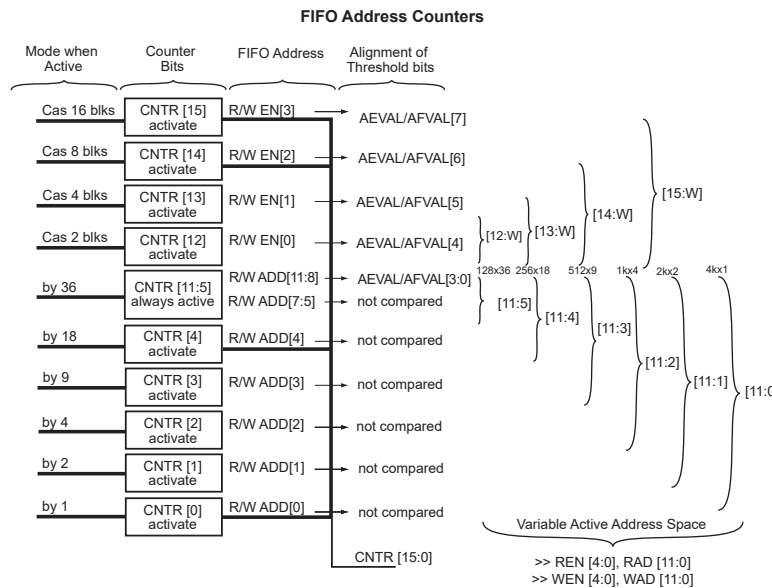 FIFO Address Counters
Mode when
Active
Counter
Bits
FIFO Address
Alignment of
Threshold bits
Cas 16 blks
CNTR [15]
activate
R/W EN[3]
AEVAL/AFVAL[7]
Cas 8 blks
CNTR [14]
activate
R/W EN[2]
AEVAL/AFVAL[6]
Cas 4 blks
CNTR [13]
activate
R/W EN[1]
AEVAL/AFVAL[5]
Cas 2 blks
CNTR [12]
activate
R/W EN[0]
AEVAL/AFVAL[4]
[12:W]
[13:W]
[14:W]
[15:W]
by 36
CNTR [11:5]
always active
R/W ADD[11:8]
AEVAL/AFVAL[3:0]
R/W ADD[7:5]
not compared
128x36
256x18
512x9
1kx4
2kx2
4kx1
[11:5]
[11:4]
[11:3]
[11:2]
[11:1]
[11:0
by 18
CNTR [4]
activate
R/W ADD[4]
not compared
by 9
CNTR [3]
activate
R/W ADD[3]
not compared
by 4
CNTR [2]
activate
R/W ADD[2]
not compared
by 2
CNTR [1]
activate
R/W ADD[1]
not compared
by 1
CNTR [0]
activate
R/W ADD[0]
not compared
CNTR [15:0]
Variable Active Address Space
>> REN [4:0], RAD [11:0]
>> WEN [4:0], WAD [11:0]